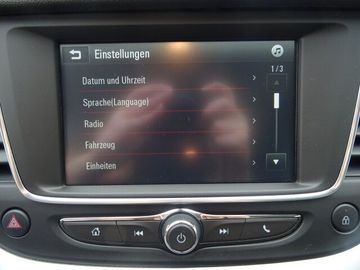 Einstellungen
1/3
Datum und Uhrzeit
Sprache(Language)
Radio
Fahrzeug
Einheiten